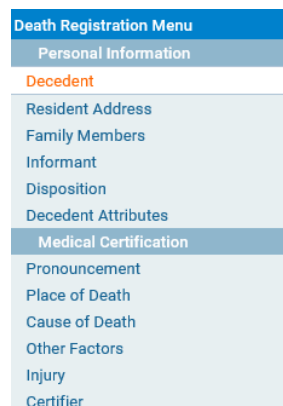 Death Registration Menu
Personal Information
Decedent
Resident Address
Family Members
Informant
Disposition
Decedent Attributes
Medical Certification
Pronouncement
Place of Death
Cause of Death
Other Factors
Injury
Certifier